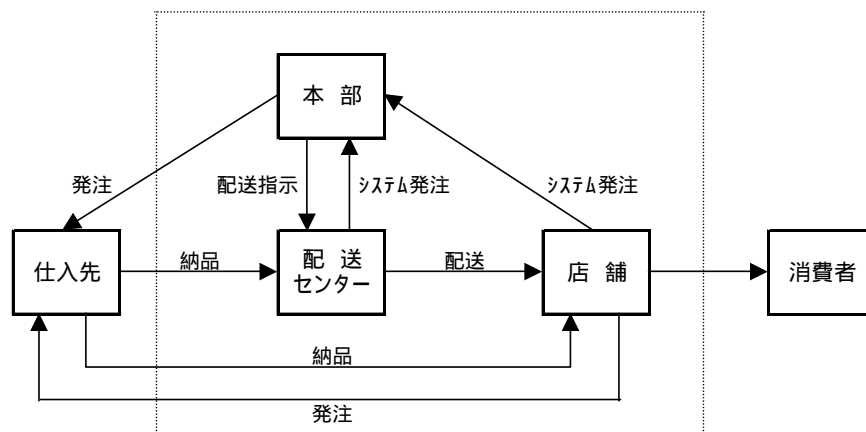 本 部
発注
配送指示
ｼｽﾃﾑ発注
ｼｽﾃﾑ発注
仕入先
納品
配 送
センター
配送
店 舗
消費者
納品
発注